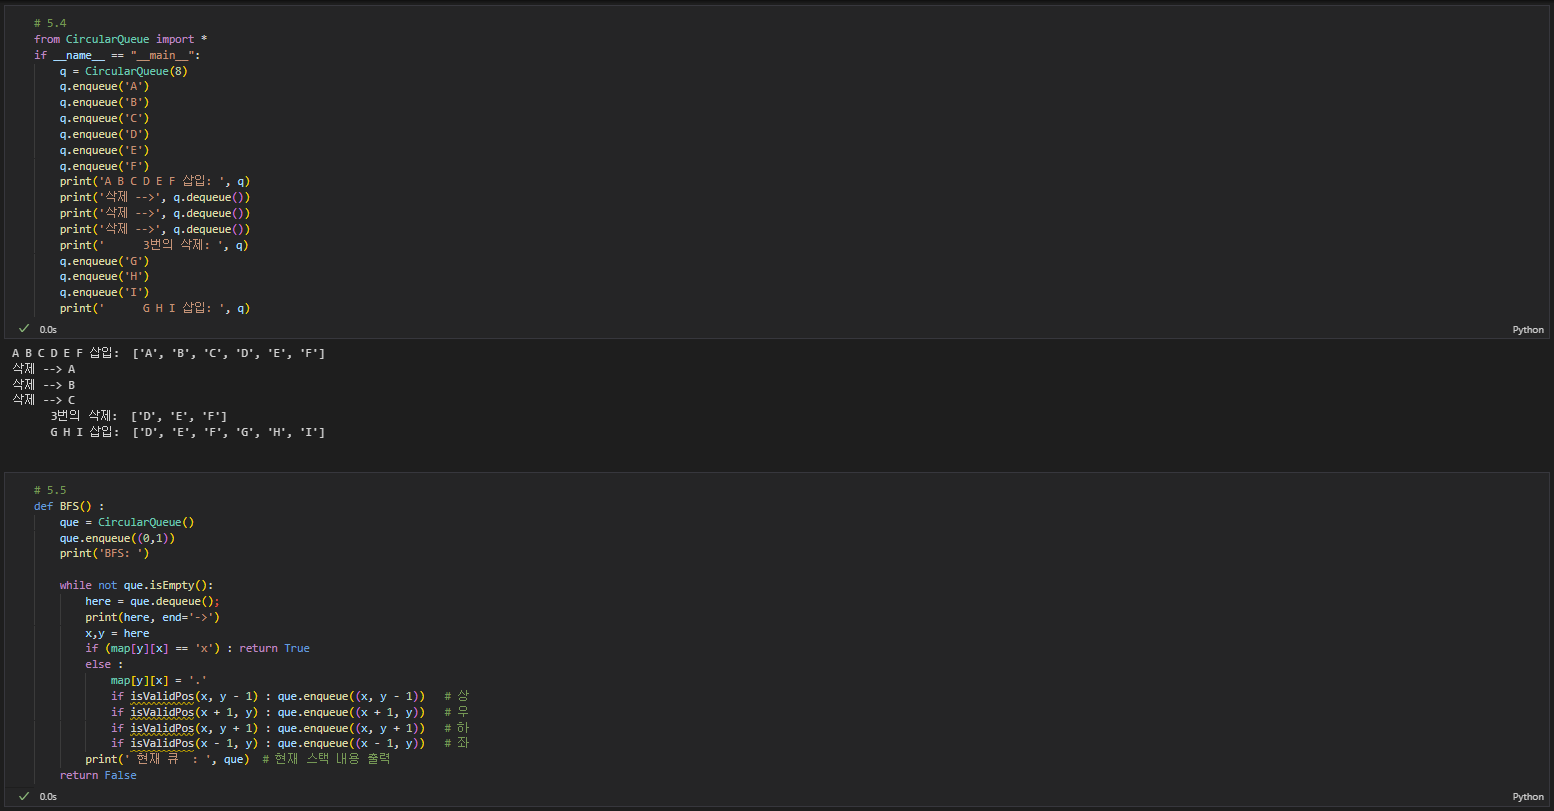 # 5.4
from CircularQueue import *
if __name__ == "__main__":
    q = CircularQueue(8)
    q.enqueue('A')
    q.enqueue('B')
    q.enqueue('C')
    q.enqueue('D')
    q.enqueue('E')
    q.enqueue('F')
    print('A B C D E F 삽입: ', q)
    print('삭제 -->', q.dequeue())
    print('삭제 -->', q.dequeue())
    print('삭제 -->', q.dequeue())
    print('      3번의 삭제: ', q)
    q.enqueue('G')
    q.enqueue('H')
    q.enqueue('I')
    print('      G H I 삽입: ', q)
0.0s
Python
A B C D E F 삽입:  ['A', 'B', 'C', 'D', 'E', 'F']
삭제 --> A
삭제 --> B
삭제 --> C
      3번의 삭제:  ['D', 'E', 'F']
      G H I 삽입:  ['D', 'E', 'F', 'G', 'H', 'I']
# 5.5
def BFS() :
    que = CircularQueue()
    que.enqueue((0,1))
    print('BFS: ')
    while not que.isEmpty():
        here = que.dequeue();
        print(here, end='->')
        x,y = here
        if (map[y][x] == 'x') : return True
        else :
            map[y][x] = '.'
            if isValidPos(x, y - 1) : que.enqueue((x, y - 1))   # 상
            if isValidPos(x + 1, y) : que.enqueue((x + 1, y))   # 우
            if isValidPos(x, y + 1) : que.enqueue((x, y + 1))   # 하
            if isValidPos(x - 1, y) : que.enqueue((x - 1, y))   # 좌
        print(' 현재 큐  : ', que)  # 현재 스택 내용 출력
    return False
0.0s
Python